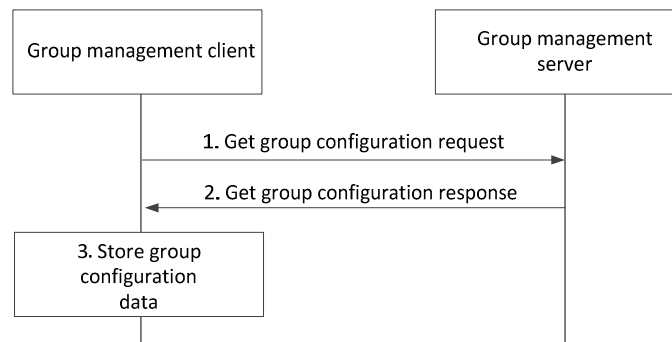 Group management client
Group management
server
1. Get group configuration request
2. Get group configuration response
3. Store group
configuration
data